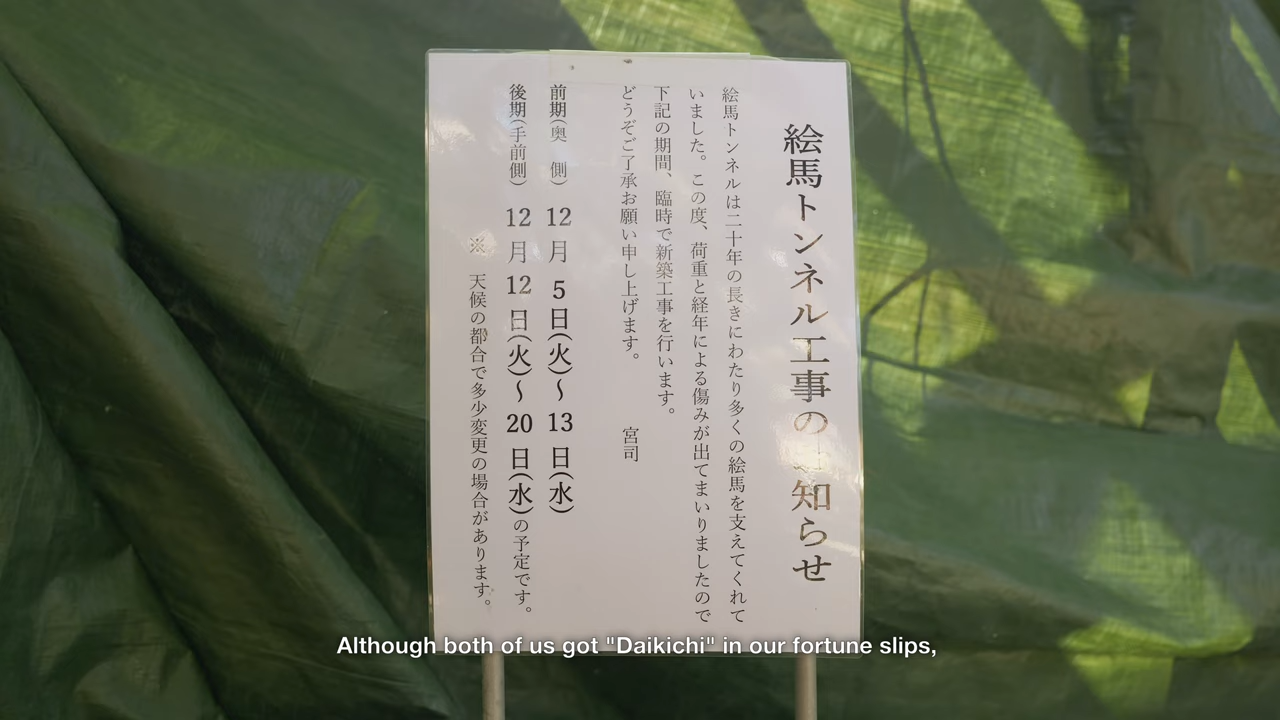 絵馬トンネル工事のお知らせ
絵馬トンネルは二十年の長きにわたり多くの絵馬を支えてくれて
いました。この度、荷重と経年による傷みが出てまいりましたので
下記の期間、臨時で新築工事を行います。
どうぞご了承お願い申し上げます。 宮司
前期(奥 側) 12月 5日(火)~13日(水)
後期(手前側) 12月12日(火)~20日(水)の予定です。
※ 天候の都合で多少変更の場合があります。
Although both of us got "Daikichi" in our fortune slips,